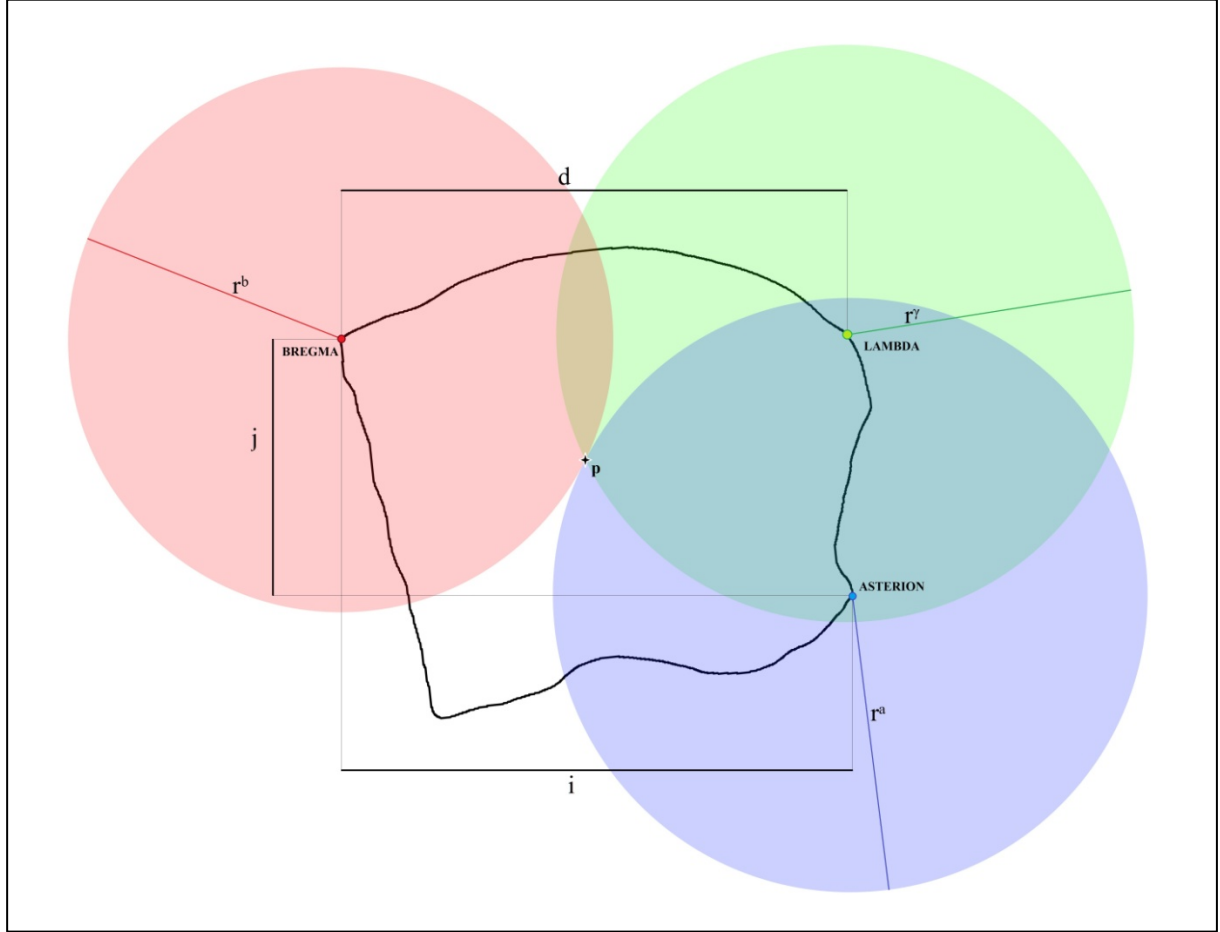 d
r^b
r^γ
BREGMA
LAMBDA
j
p
ASTERION
r^a
i